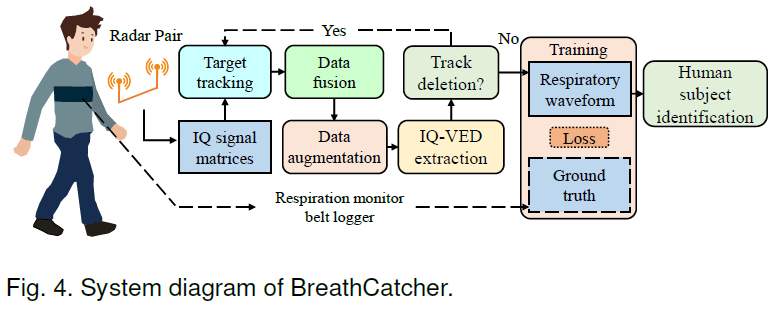 Radar Pair
Yes
No
Target
tracking
Data
fusion
Track
deletion?
Training
Respiratory
waveform
Human
subject
identification
IQ signal
matrices
Data
augmentation
IQ-VED
extraction
Loss
Ground
truth
Respiration monitor
belt logger
Fig. 4. System diagram of BreathCatcher.